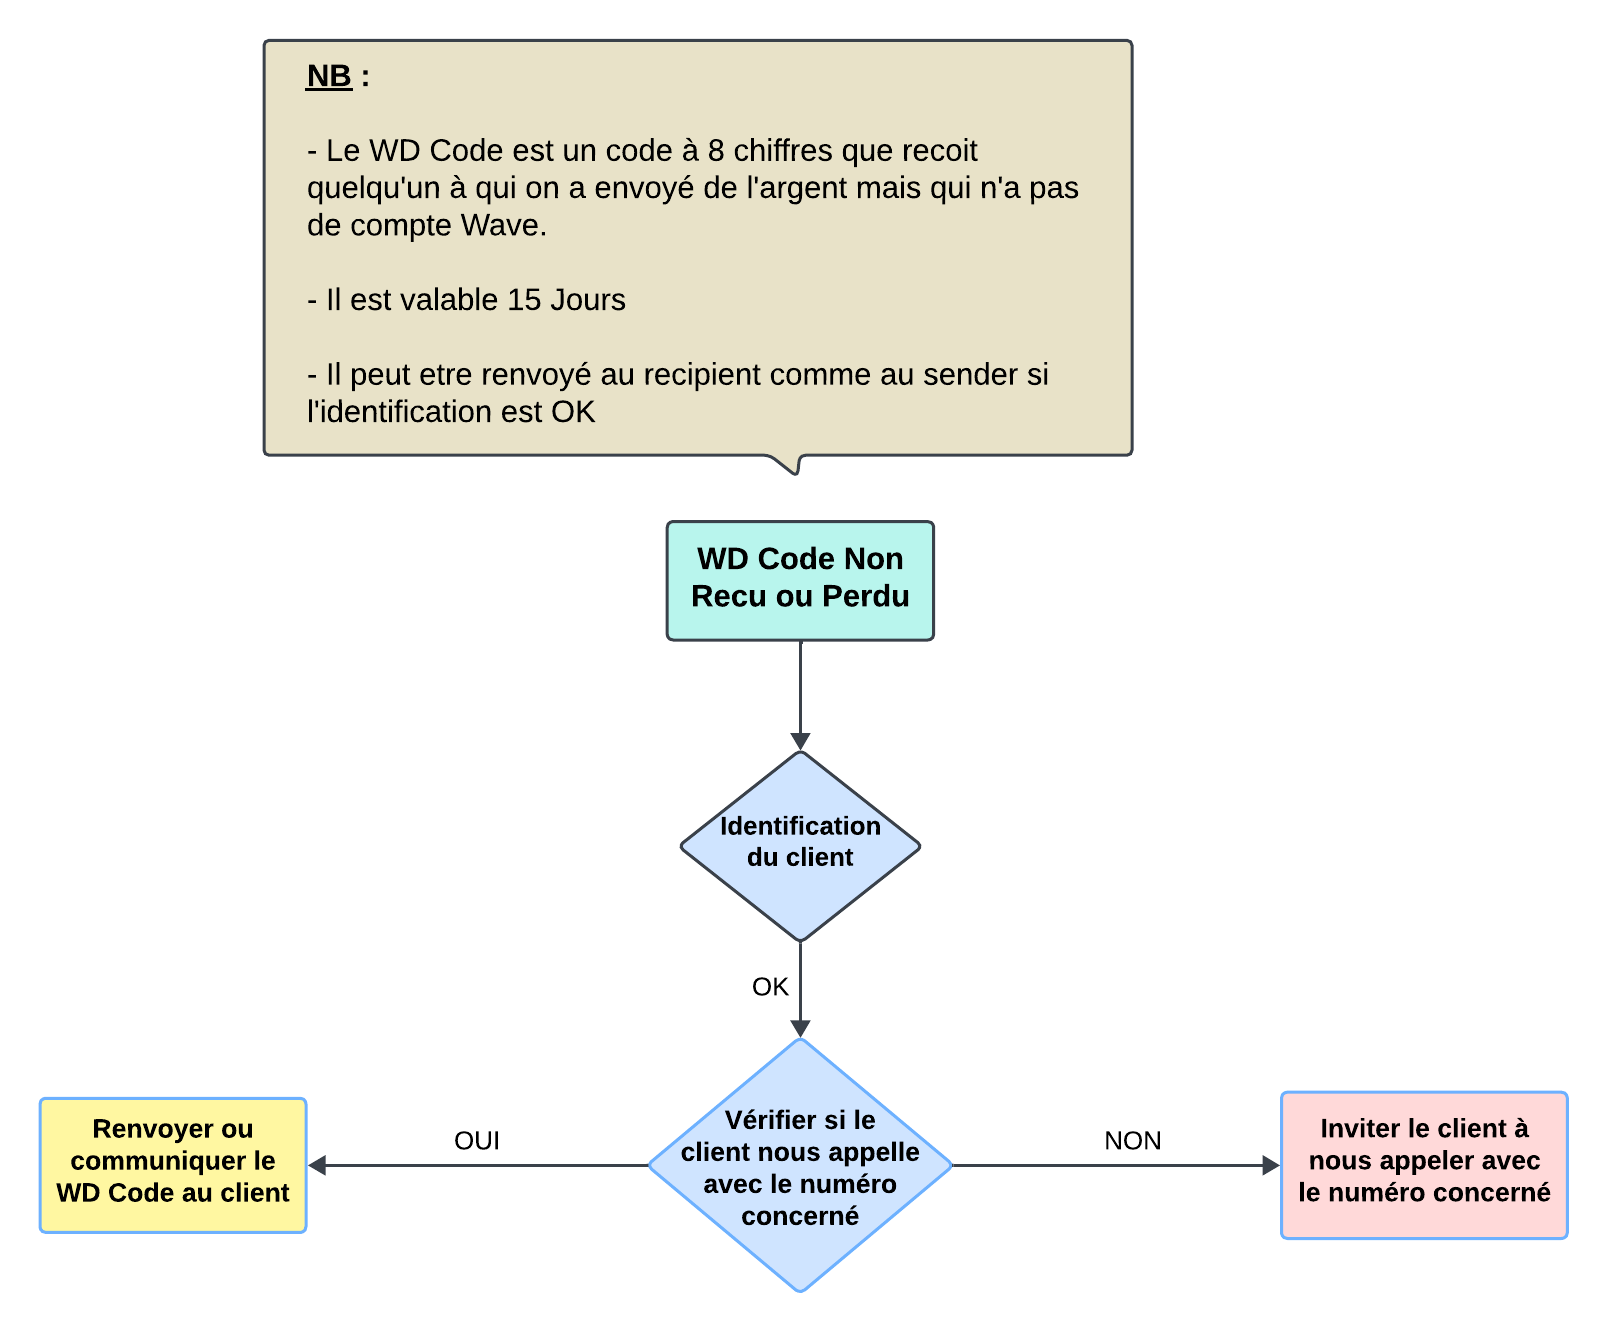 NB :
- Le WD Code est un code à 8 chiffres que recoit
quelqu'un à qui on a envoyé de l'argent mais qui n'a pas
de compte Wave.
- Il est valable 15 Jours
- Il peut etre renvoyé au recipient comme au sender si
l'identification est OK
WD Code Non
Recu ou Perdu
Identification
du client
OK
Vérifier si le
client nous appelle
avec le numéro
concerné
OUI
Renvoyer ou
communiquer le
WD Code au client
NON
Inviter le client à
nous appeler avec
le numéro concerné